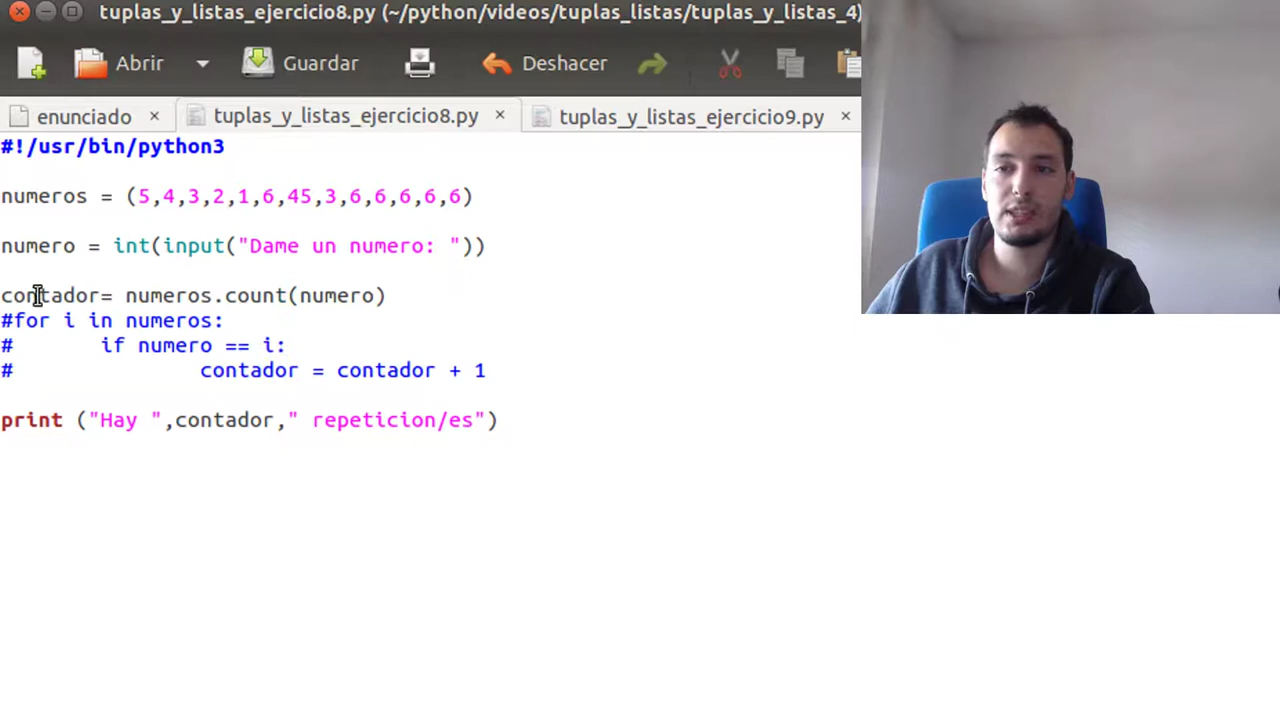 tuplas_y_listas_ejercicio8.py (~/python/videos/tuplas_listas/tuplas_y_listas_4)
Abrir Guardar Deshacer
enunciado × tuplas_y_listas_ejercicio8.py × tuplas_y_listas_ejercicio9.py ×
#!/usr/bin/python3
numeros = (5,4,3,2,1,6,45,3,6,6,6,6,6)
numero = int(input("Dame un numero: "))
contador= numeros.count(numero)
#for i in numeros:
#       if numero == i:
#               contador = contador + 1
print ("Hay ",contador," repeticion/es")